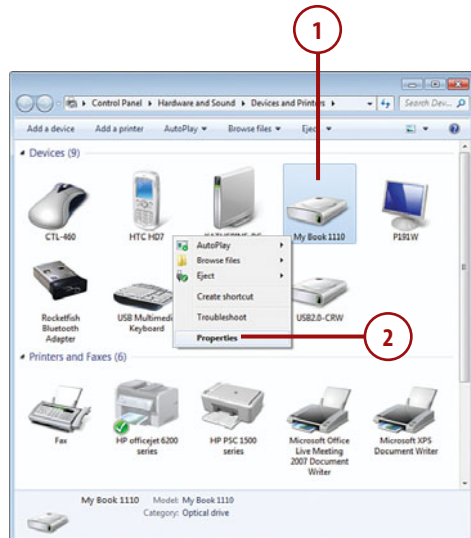 1
Control Panel ▸ Hardware and Sound ▸ Devices and Printers ▸
Search Dev...
Add a device Add a printer AutoPlay Browse files Eject
Devices (9)
CTL-460
HTC HD7
My Book 1110
P191W
AutoPlay
Browse files
Eject
Create shortcut
Troubleshoot
Properties
2
Rocketfish
Bluetooth
Adapter
USB Multimedi
Keyboard
USB2.0-CRW
Printers and Faxes (6)
Fax
HP officejet 6200
series
HP PSC 1500
series
Microsoft Office
Live Meeting
2007 Document
Writer
Microsoft XPS
Document Writer
My Book 1110 Model: My Book 1110
Category: Optical drive